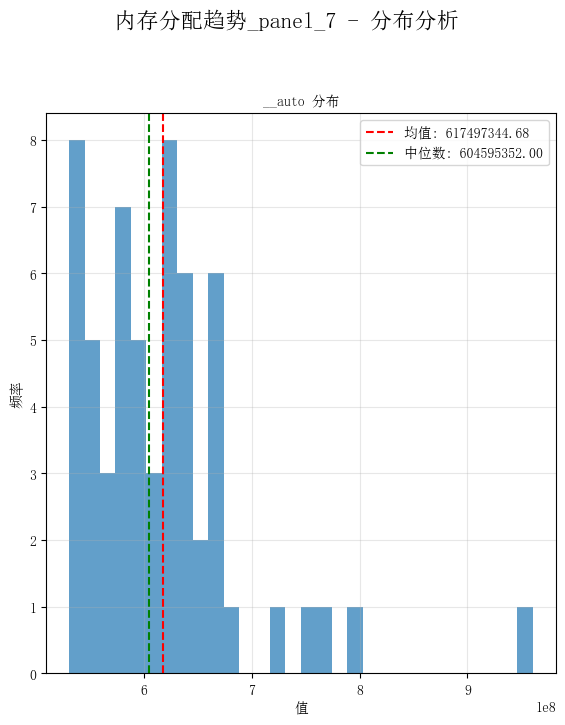 内存分配趋势_panel_7 - 分布分析
__auto 分布
均值: 617497344.68
中位数: 604595352.00
8
7
6
5
4
3
2
1
0
频率
6 7 8 9
1e8
值